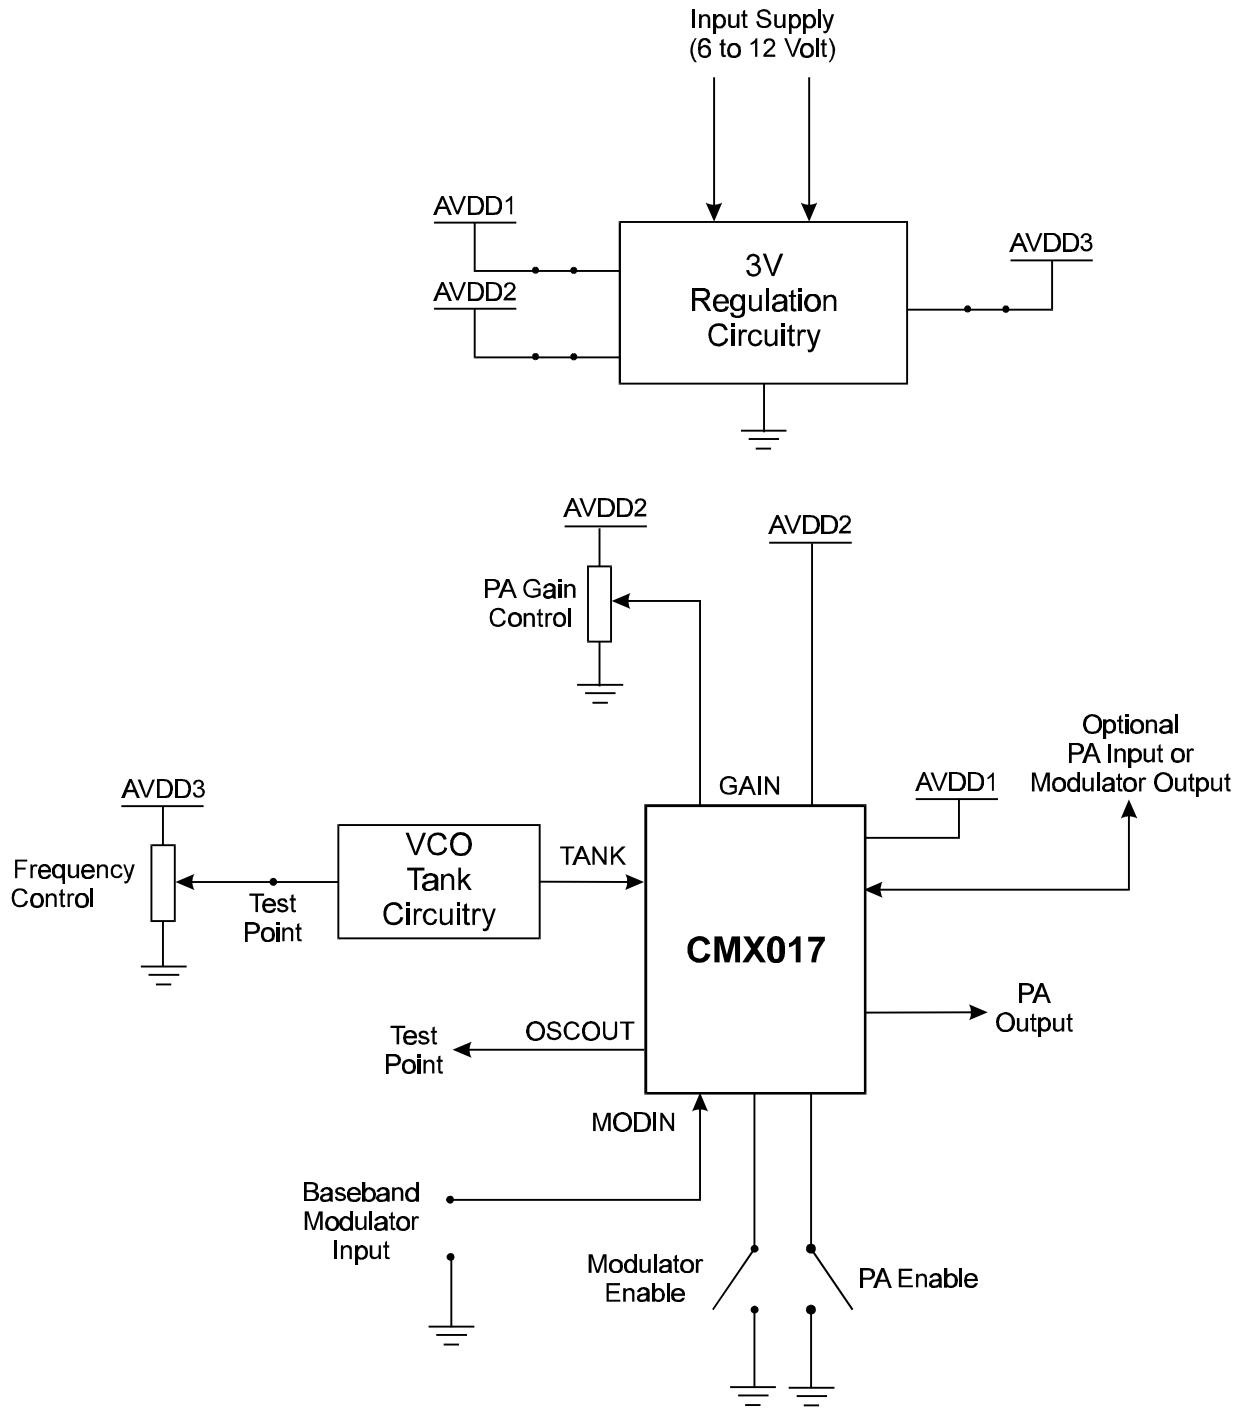 Input Supply
(6 to 12 Volt)
AVDD1
AVDD2
3V
Regulation
Circuitry
AVDD3
AVDD2
AVDD2
PA Gain
Control
Optional
PA Input or
Modulator Output
GAIN
AVDD1
AVDD3
Frequency
Control
Test
Point
VCO
Tank
Circuitry
TANK
CMX017
PA
Output
OSCOUT
Test
Point
MODIN
Baseband
Modulator
Input
Modulator
Enable
PA Enable